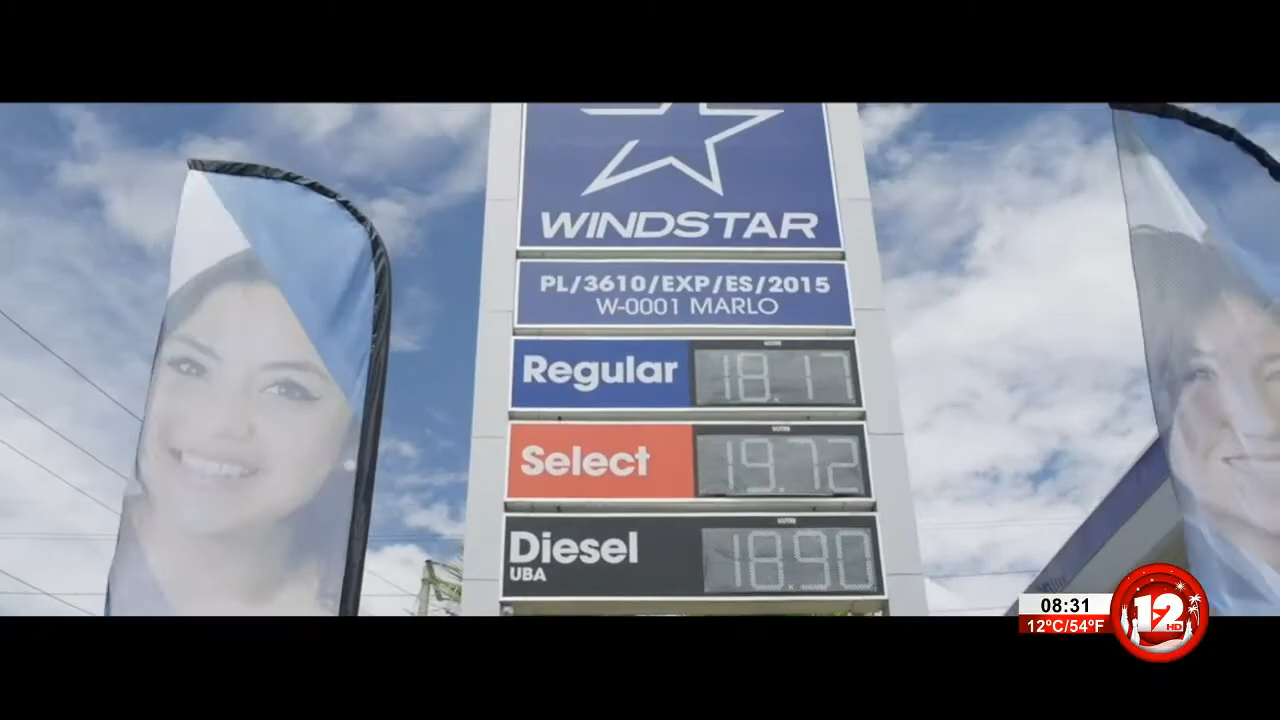 WINDSTAR
PL/3610/EXP/ES/2015
W-0001 MARLO
Regular 18.17
Select 19.72
Diesel 18.90
UBA
08:31
12°C/54°F
12
HD